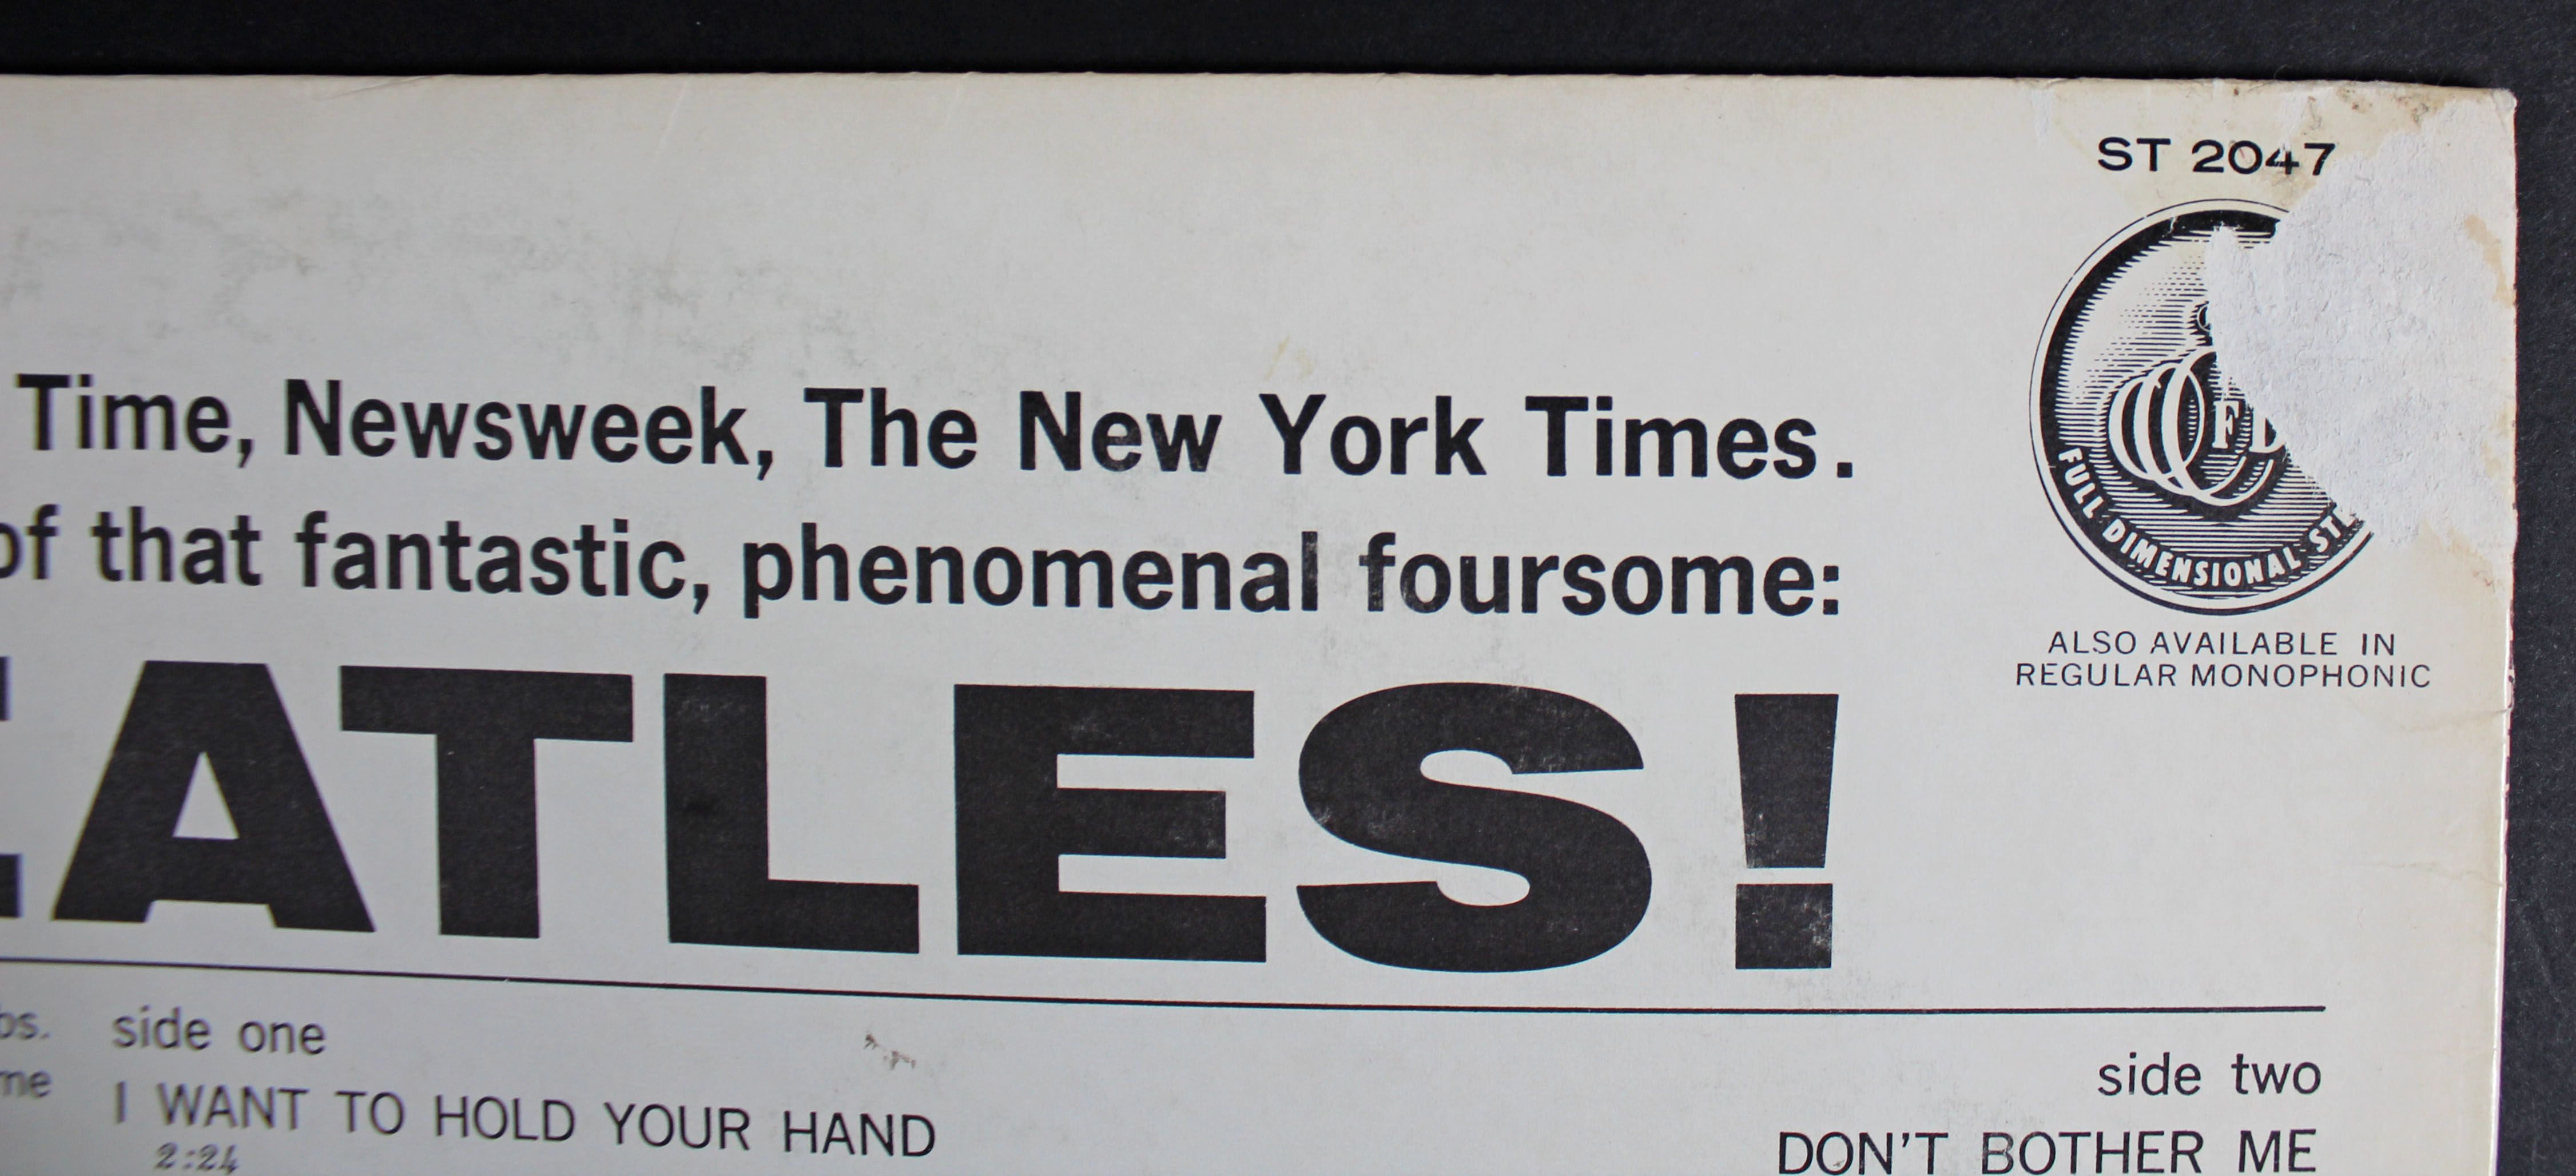 ST 2047
Time, Newsweek, The New York Times.
of that fantastic, phenomenal foursome:
FULL DIMENSIONAL
ALSO AVAILABLE IN
REGULAR MONOPHONIC
EATLES!
side one
I WANT TO HOLD YOUR HAND
2:24
side two
DON'T BOTHER ME